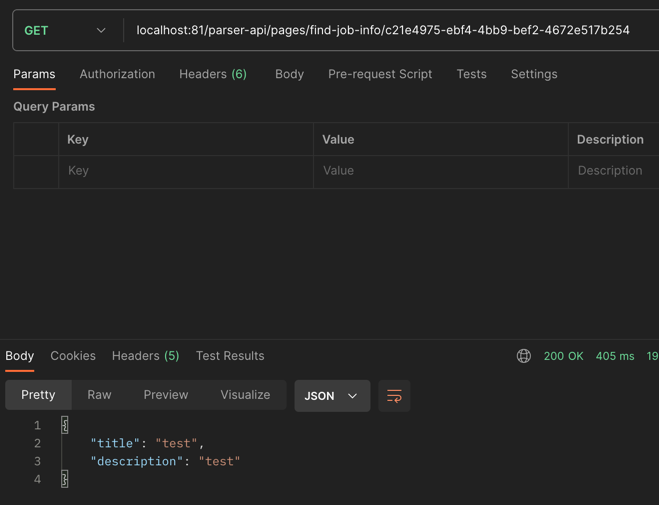 GET localhost:81/parser-api/pages/find-job-info/c21e4975-ebf4-4bb9-bef2-4672e517b254
Params Authorization Headers (6) Body Pre-request Script Tests Settings
Query Params
Key Value Description
Key Value Description
Body Cookies Headers (5) Test Results 200 OK 405 ms 19
Pretty Raw Preview Visualize JSON
1 {
2 "title": "test",
3 "description": "test"
4 }